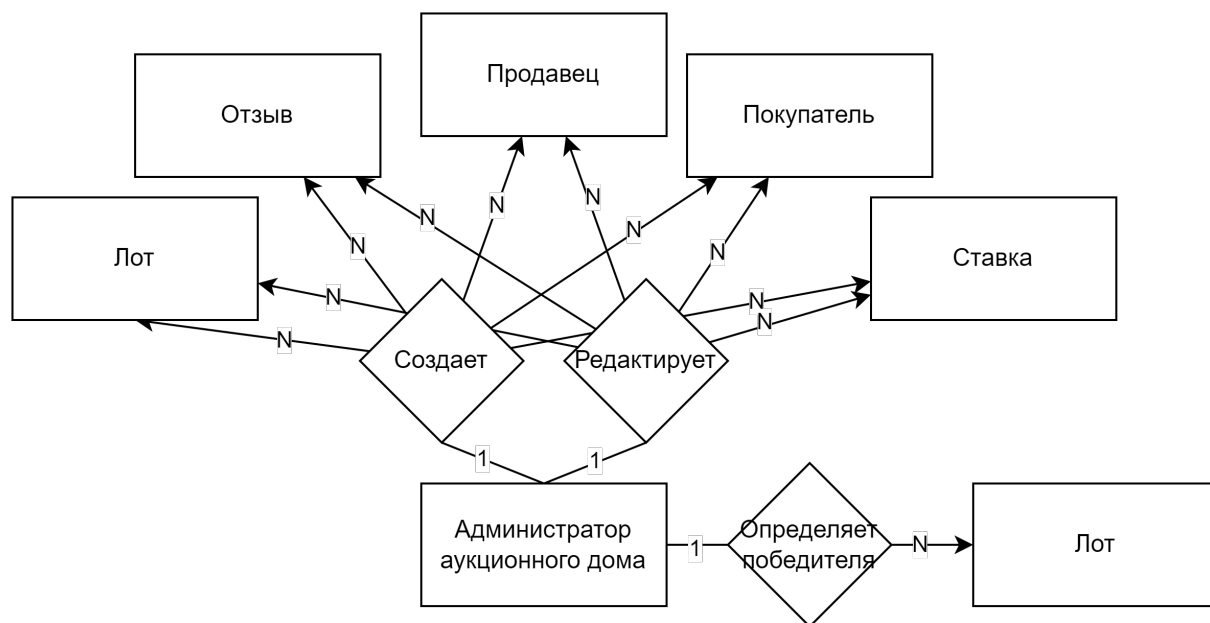 Продавец
Отзыв
Покупатель
Лот
Ставка
N
N
N
N
N
N
N
N
N
N
Создает
Редактирует
1
1
Администратор
аукционного дома
1
Определяет
победителя
N
Лот